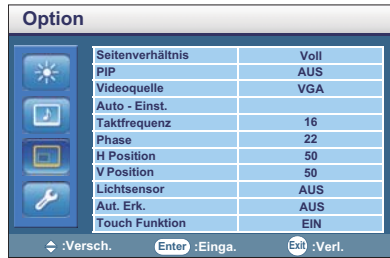 Option
Seitenverhältnis Voll
PIP AUS
Videoquelle VGA
Auto - Einst.
Taktfrequenz 16
Phase 22
H Position 50
V Position 50
Lichtsensor AUS
Aut. Erk. AUS
Touch Funktion EIN
:Versch. Enter :Einga. Exit :Verl.